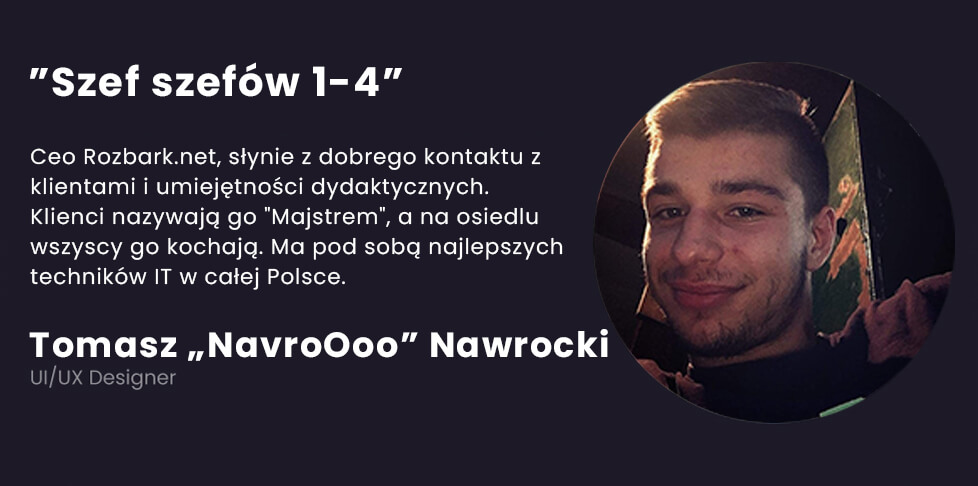 ”Szef szefów 1-4”
Ceo Rozbark.net, słynie z dobrego kontaktu z
klientami i umiejętności dydaktycznych.
Klienci nazywają go "Majstrem", a na osiedlu
wszyscy go kochają. Ma pod sobą najlepszych
techników IT w całej Polsce.
Tomasz „NavroOoo” Nawrocki
UI/UX Designer